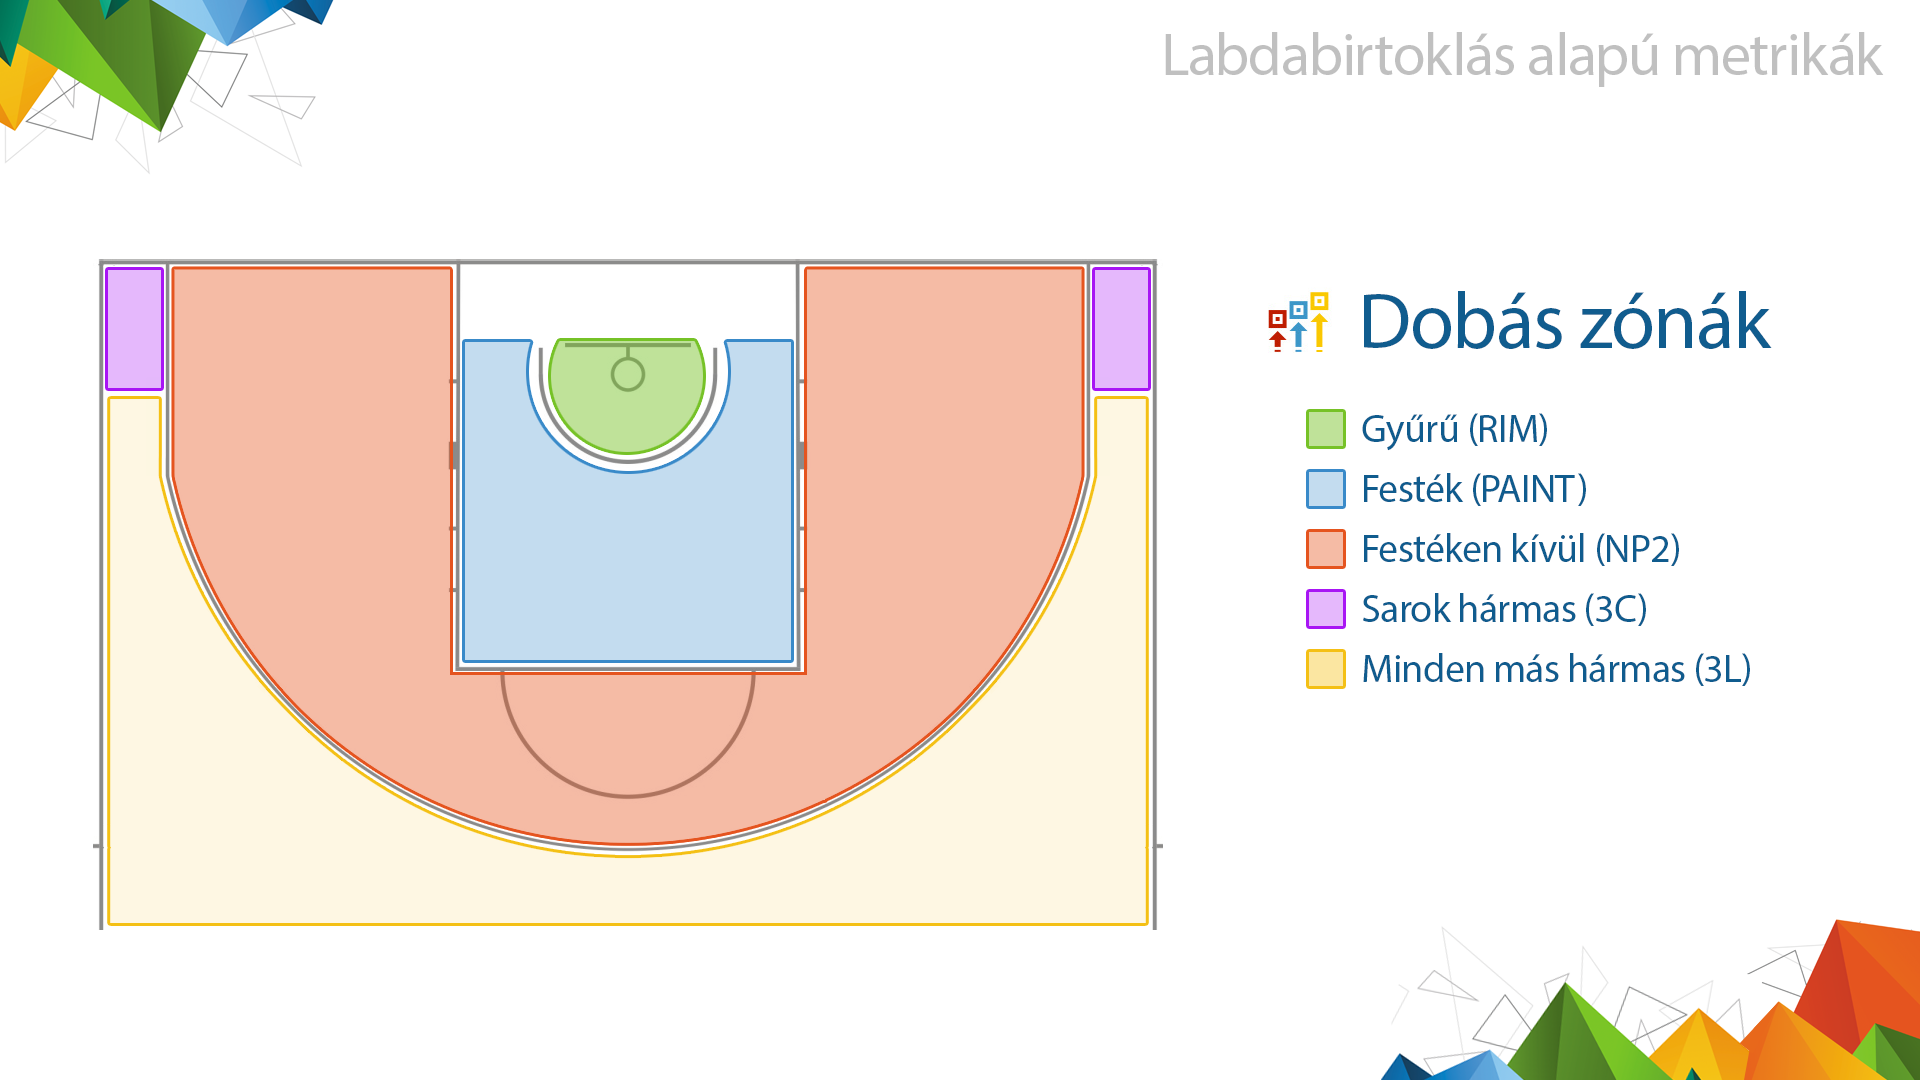 Labdabirtoklás alapú metrikák
Dobás zónák
Gyűrű (RIM)
Festék (PAINT)
Festéken kívül (NP2)
Sarok hármas (3C)
Minden más hármas (3L)